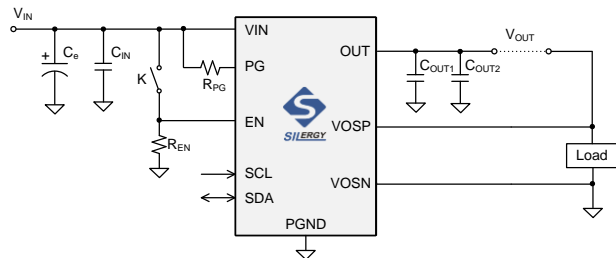 VIN
Ce
+
CIN
K
RPG
REN
VIN
PG
EN
SCL
SDA
PGND
SILERGY
OUT
VOSP
VOSN
COUT1
COUT2
VOUT
Load